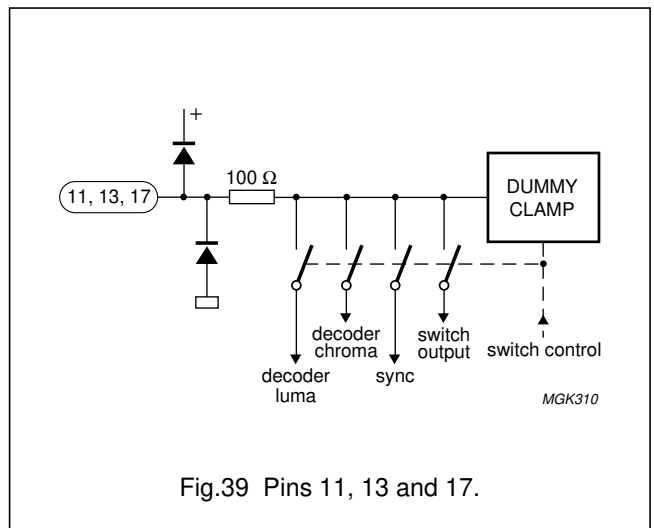 +
100 Ω
11, 13, 17
DUMMY
CLAMP
decoder
chroma
switch
output
switch control
decoder
luma
sync
MGK310
Fig.39 Pins 11, 13 and 17.